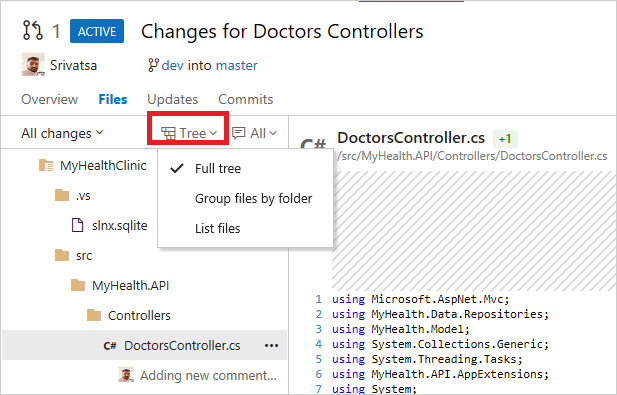 1 ACTIVE Changes for Doctors Controllers
Srivatsa dev into master
Overview Files Updates Commits
All changes Tree All
C# DoctorsController.cs +1
/src/MyHealth.API/Controllers/DoctorsController.cs
MyHealthClinic
.vs
slnx.sqlite
src
MyHealth.API
Controllers
C# DoctorsController.cs ...
Adding new comment...
Full tree
Group files by folder
List files
1 using Microsoft.AspNet.Mvc;
2 using MyHealth.Data.Repositories;
3 using MyHealth.Model;
4 using System.Collections.Generic;
5 using System.Threading.Tasks;
6 using MyHealth.API.AppExtensions;
7 using System;